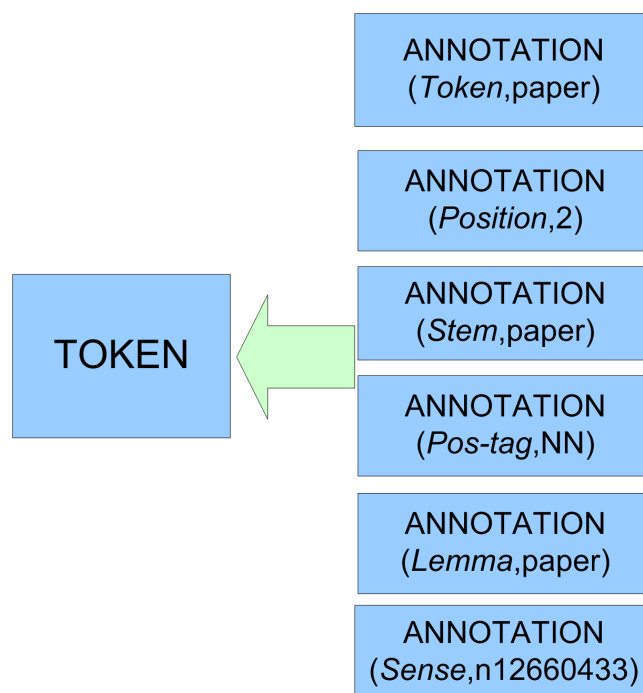 ANNOTATION
(Token,paper)
ANNOTATION
(Position,2)
TOKEN
ANNOTATION
(Stem,paper)
ANNOTATION
(Pos-tag,NN)
ANNOTATION
(Lemma,paper)
ANNOTATION
(Sense,n12660433)